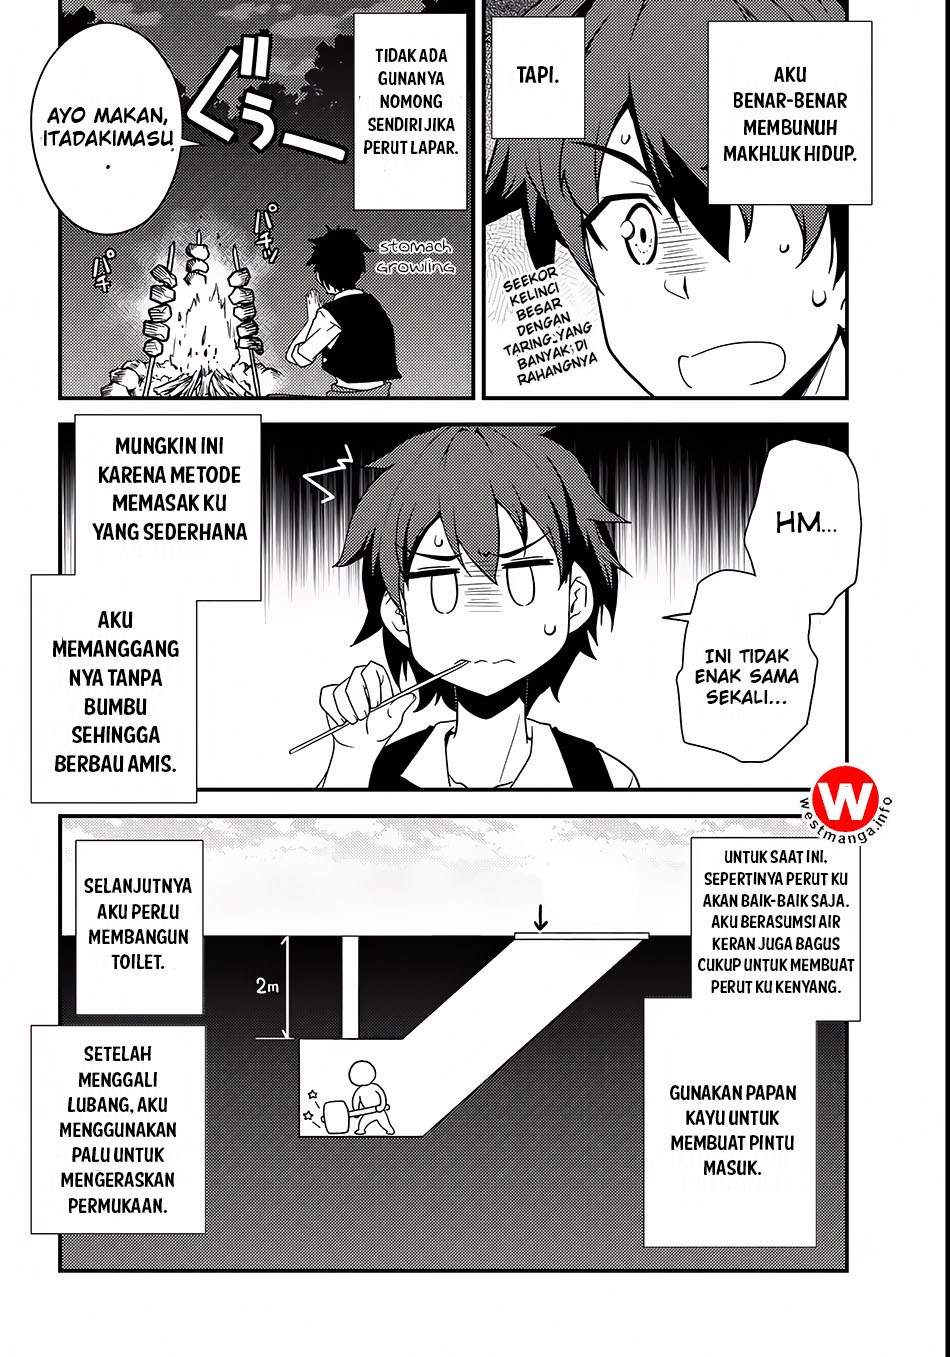 AKU
BENAR-BENAR
MEMBUNUH
MAKHLUK HIDUP.
TAPI.
SEEKOR
KELINCI
BESAR
DENGAN
TARING YANG
BANYAK DI
RAHANGNYA
TIDAK ADA
GUNANYA
NOMONG
SENDIRI JIKA
PERUT LAPAR.
ぐぅー
stomach
Growling
AYO MAKAN,
ITADAKIMASU
.
パチッ
パチ
HM...
INI TIDAK
ENAK SAMA
SEKALI...
MUNGKIN INI
KARENA METODE
MEMASAK KU
YANG SEDERHANA
AKU
MEMANGGANG
NYA TANPA
BUMBU
SEHINGGA
BERBAU AMIS.
W
westmanga.info
UNTUK SAAT INI,
SEPERTINYA PERUT KU
AKAN BAIK-BAIK SAJA.
AKU BERASUMSI AIR
KERAN JUGA BAGUS
CUKUP UNTUK MEMBUAT
PERUT KU KENYANG.
SELANJUTNYA
AKU PERLU
MEMBANGUN
TOILET.
2m
GUNAKAN PAPAN
KAYU UNTUK
MEMBUAT PINTU
MASUK.
SETELAH
MENGGALI
LUBANG, AKU
MENGGUNAKAN
PALU UNTUK
MENGERASKAN
PERMUKAAN.